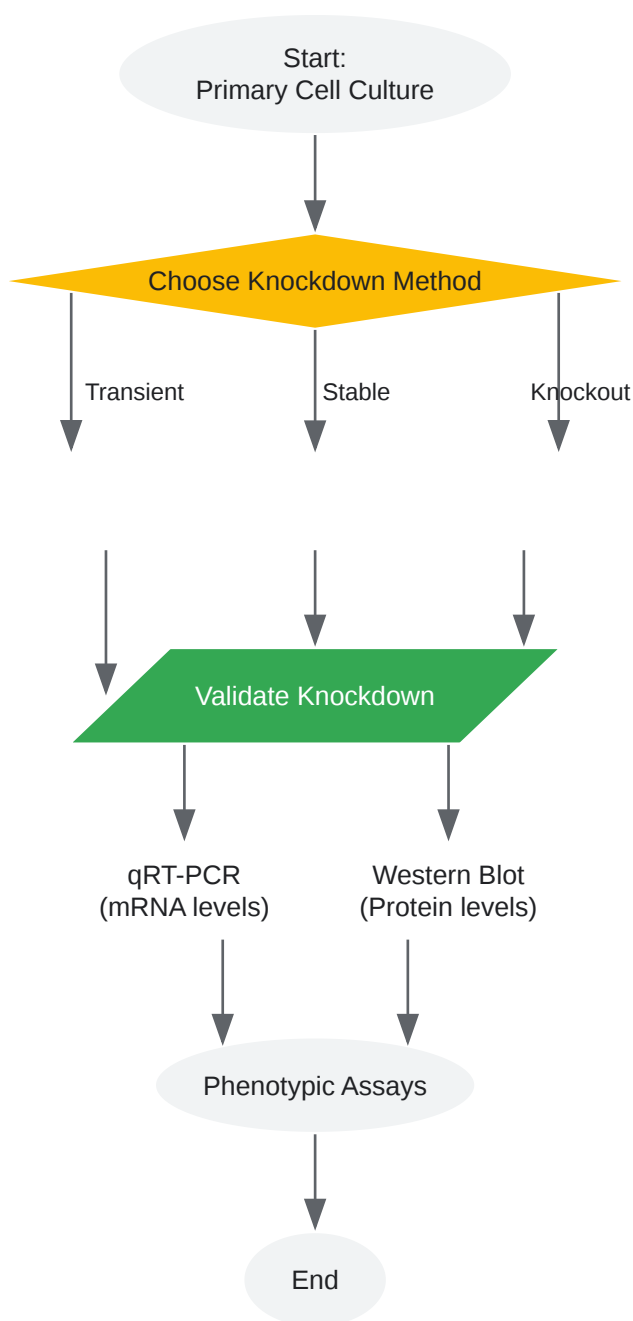 Start:
Primary Cell Culture
Choose Knockdown Method
Transient
Stable
Knockout
Validate Knockdown
qRT-PCR
(mRNA levels)
Western Blot
(Protein levels)
Phenotypic Assays
End